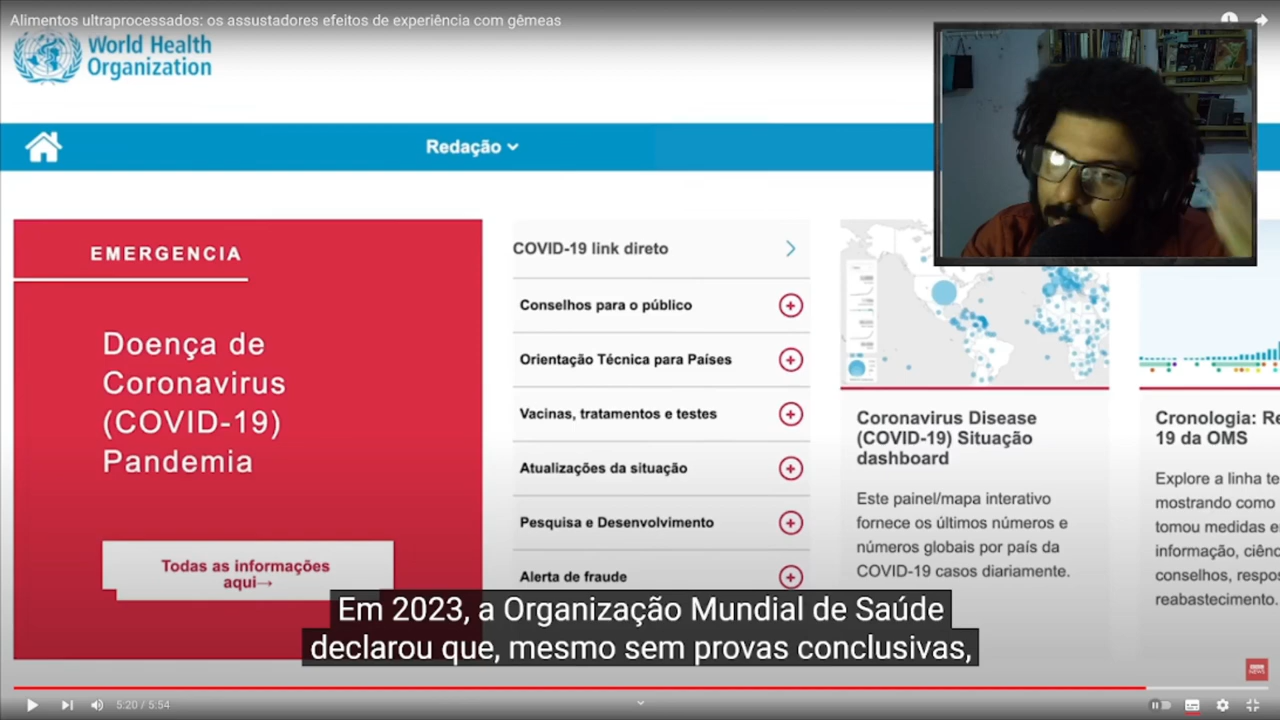 Alimentos ultraprocessados: os assustadores efeitos de experiência com gêmeas
World Health
Organization
Redação
EMERGENCIA
Doença de
Coronavirus
(COVID-19)
Pandemia
Todas as informações
aqui→
COVID-19 link direto
Conselhos para o público
Orientação Técnica para Países
Vacinas, tratamentos e testes
Atualizações da situação
Pesquisa e Desenvolvimento
Alerta de fraude
Coronavirus Disease
(COVID-19) Situação
dashboard
Este painel/mapa interativo
fornece os últimos números e
números globais por país da
COVID-19 casos diariamente.
Cronologia: Re
19 da OMS
Explore a linha te
mostrando como
tomou medidas e
informação, ciênc
conselhos, respos
reabastecimento.
Em 2023, a Organização Mundial de Saúde
declarou que, mesmo sem provas conclusivas,
BBC
NEWS
5:20 / 5:54